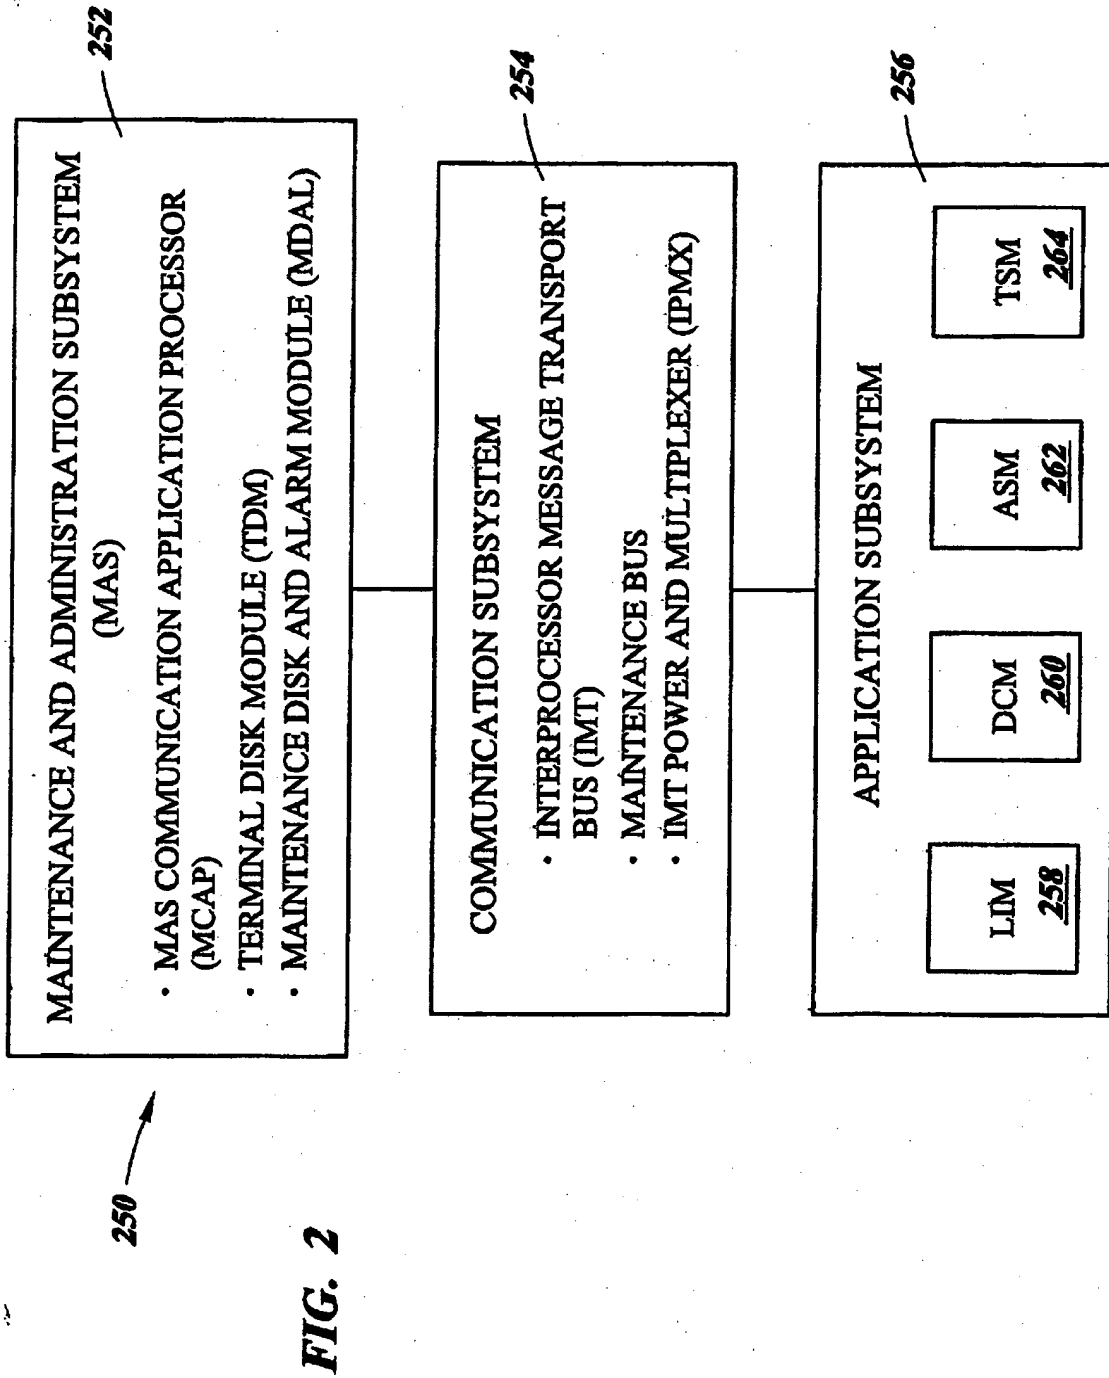 252
MAINTENANCE AND ADMINISTRATION SUBSYSTEM
(MAS)
• MAS COMMUNICATION APPLICATION PROCESSOR
(MCAP)
• TERMINAL DISK MODULE (TDM)
• MAINTENANCE DISK AND ALARM MODULE (MDAL)
250
254
COMMUNICATION SUBSYSTEM
• INTERPROCESSOR MESSAGE TRANSPORT
BUS (IMT)
• MAINTENANCE BUS
• IMT POWER AND MULTIPLEXER (IPMX)
256
APPLICATION SUBSYSTEM
LIM
258
DCM
260
ASM
262
TSM
264
FIG. 2